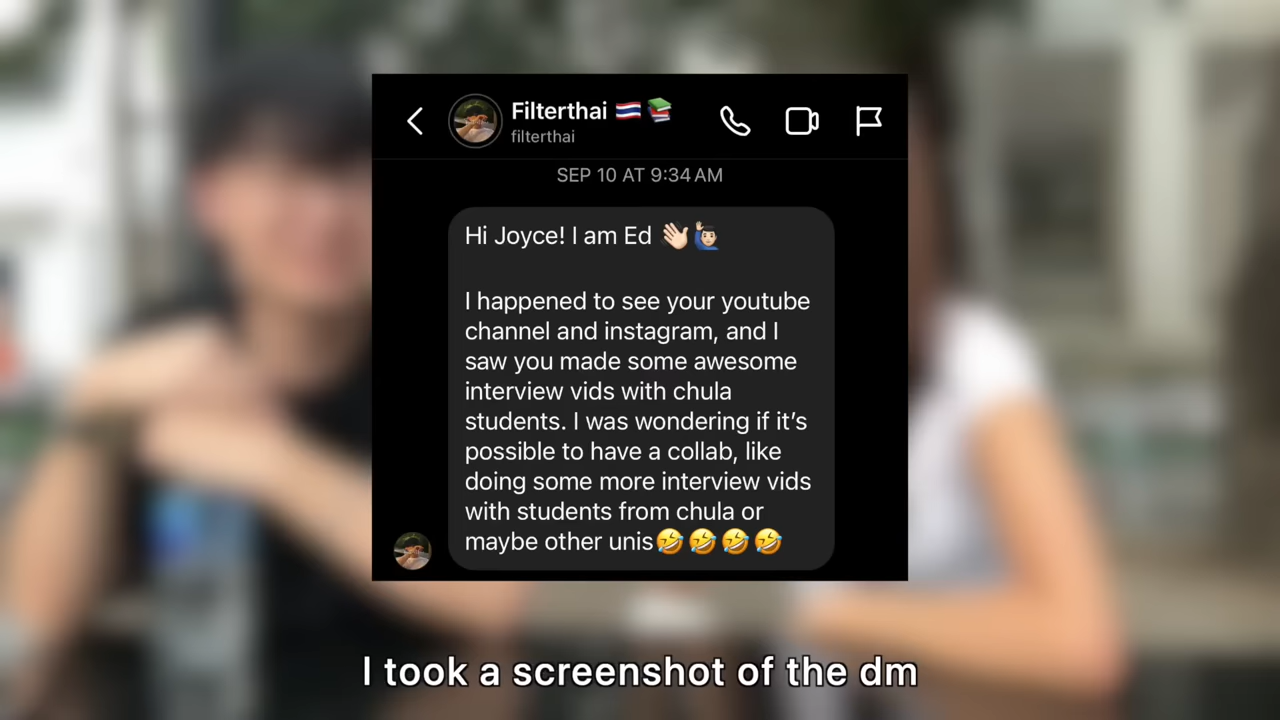 Filterthai 🇹🇭📚
filterthai
SEP 10 AT 9:34 AM
Hi Joyce! I am Ed 👋🏻🙋🏻‍♂️
I happened to see your youtube
channel and instagram, and I
saw you made some awesome
interview vids with chula
students. I was wondering if it’s
possible to have a collab, like
doing some more interview vids
with students from chula or
maybe other unis🤣🤣🤣🤣
I took a screenshot of the dm